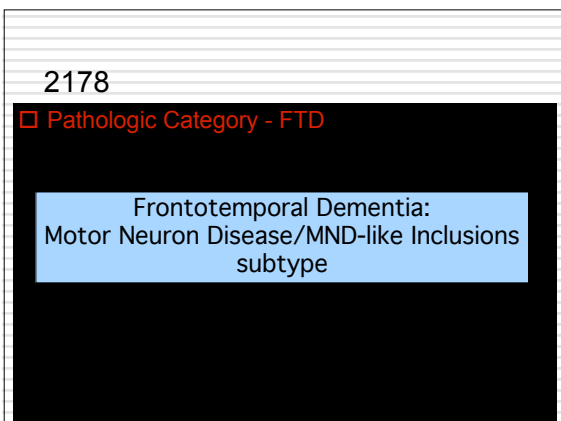 2178
Pathologic Category - FTD
Frontotemporal Dementia:
Motor Neuron Disease/MND-like Inclusions
subtype